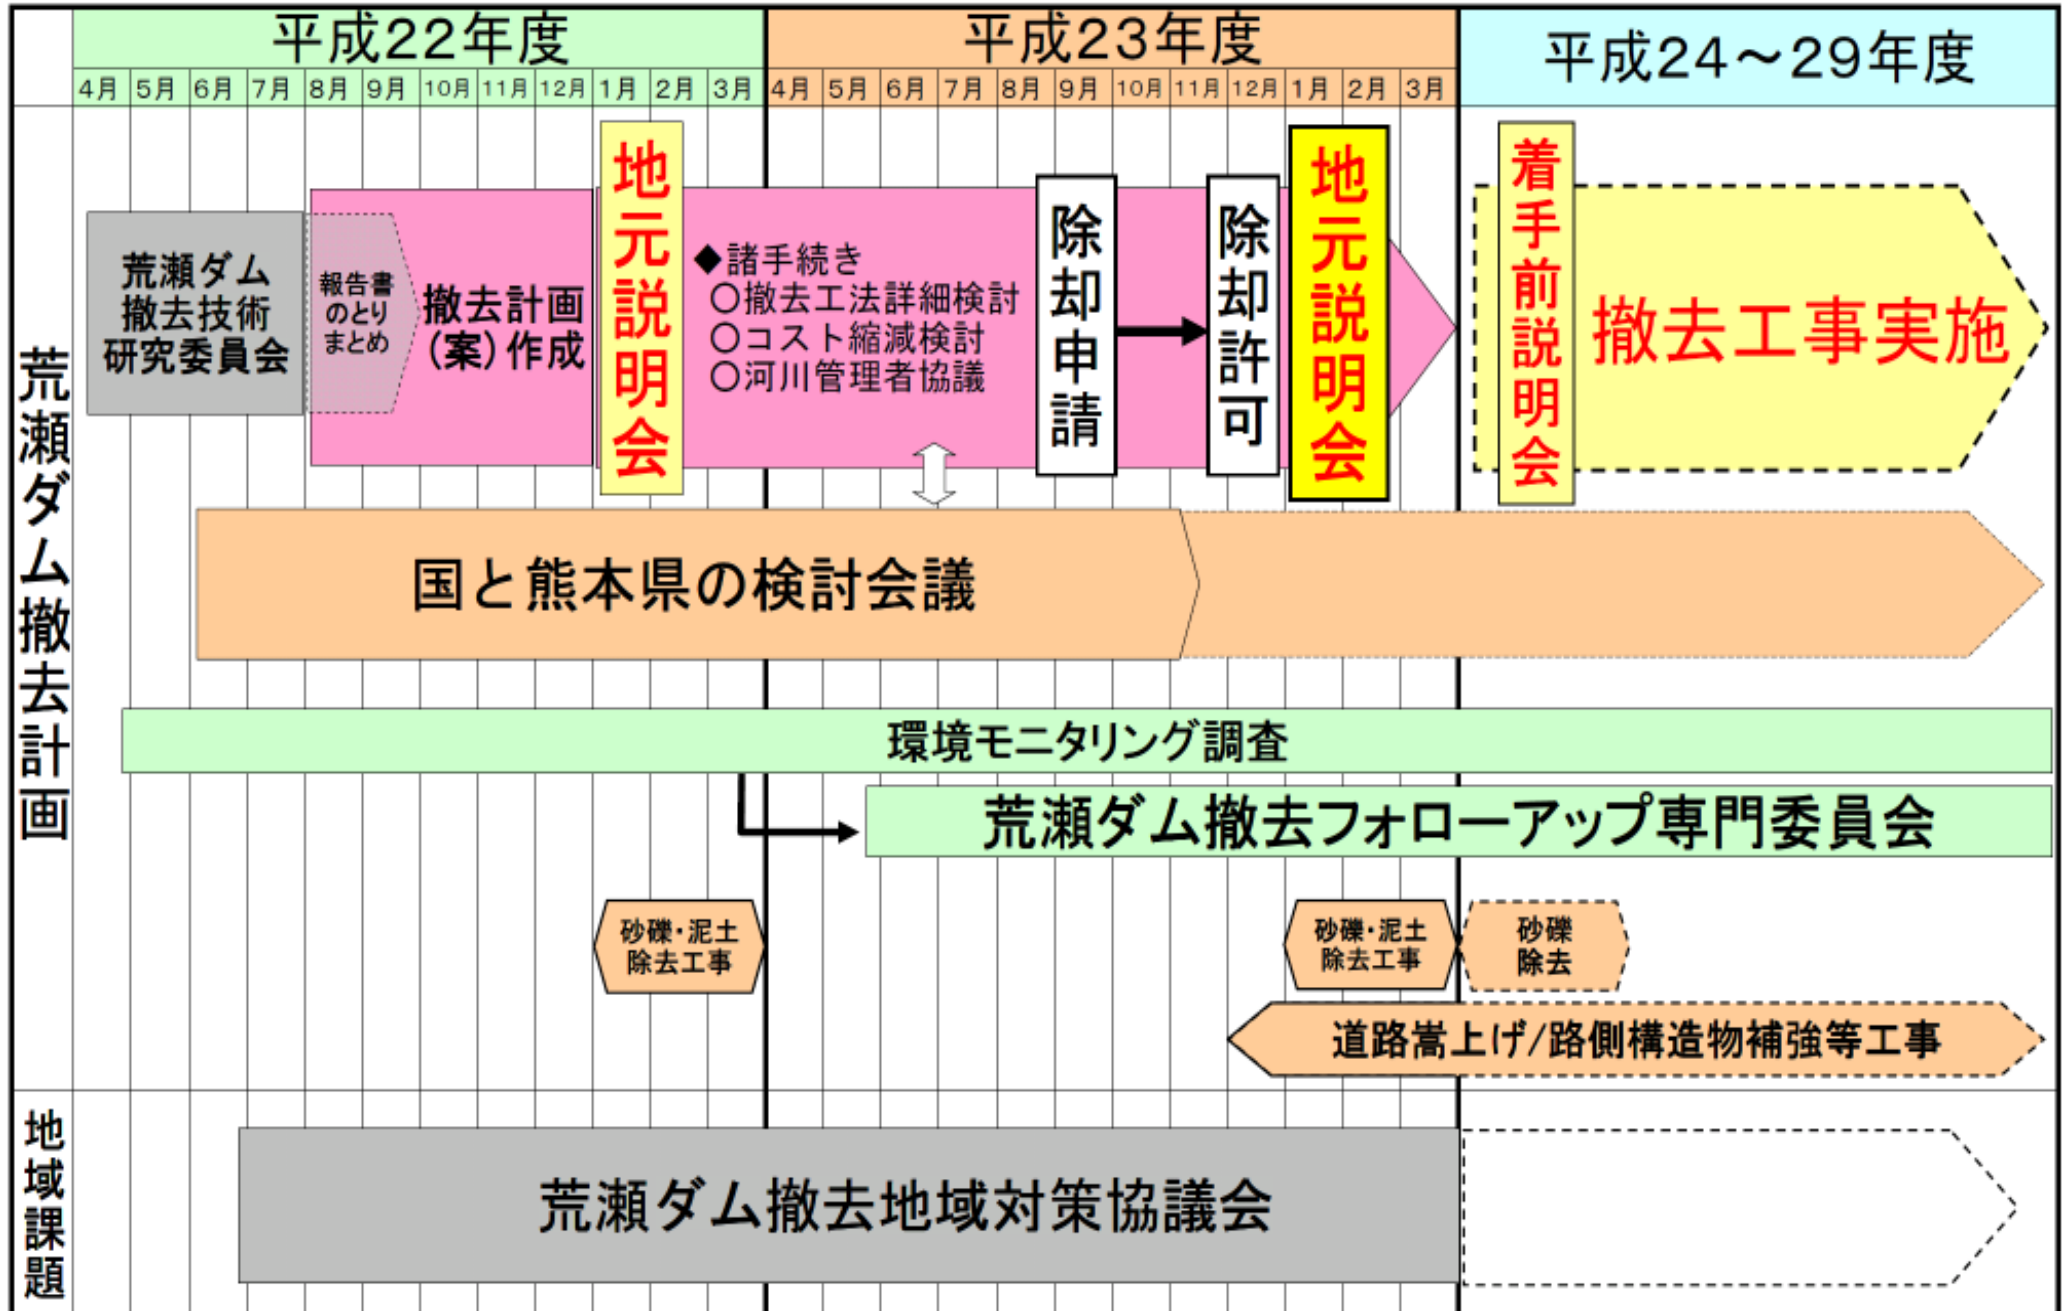 平成22年度
平成23年度
平成24～29年度
4月 5月 6月 7月 8月 9月 10月 11月 12月 1月 2月 3月 4月 5月 6月 7月 8月 9月 10月 11月 12月 1月 2月 3月
荒瀬ダム撤去計画
荒瀬ダム
撤去技術
研究委員会
報告書
のとり
まとめ
撤去計画
(案)作成
地元説明会
◆諸手続き
○撤去工法詳細検討
○コスト縮減検討
○河川管理者協議
除却申請
除却許可
地元説明会
着手前説明会
撤去工事実施
国と熊本県の検討会議
環境モニタリング調査
荒瀬ダム撤去フォローアップ専門委員会
砂礫・泥土
除去工事
砂礫・泥土
除去工事
砂礫
除去
道路嵩上げ/路側構造物補強等工事
地域課題
荒瀬ダム撤去地域対策協議会